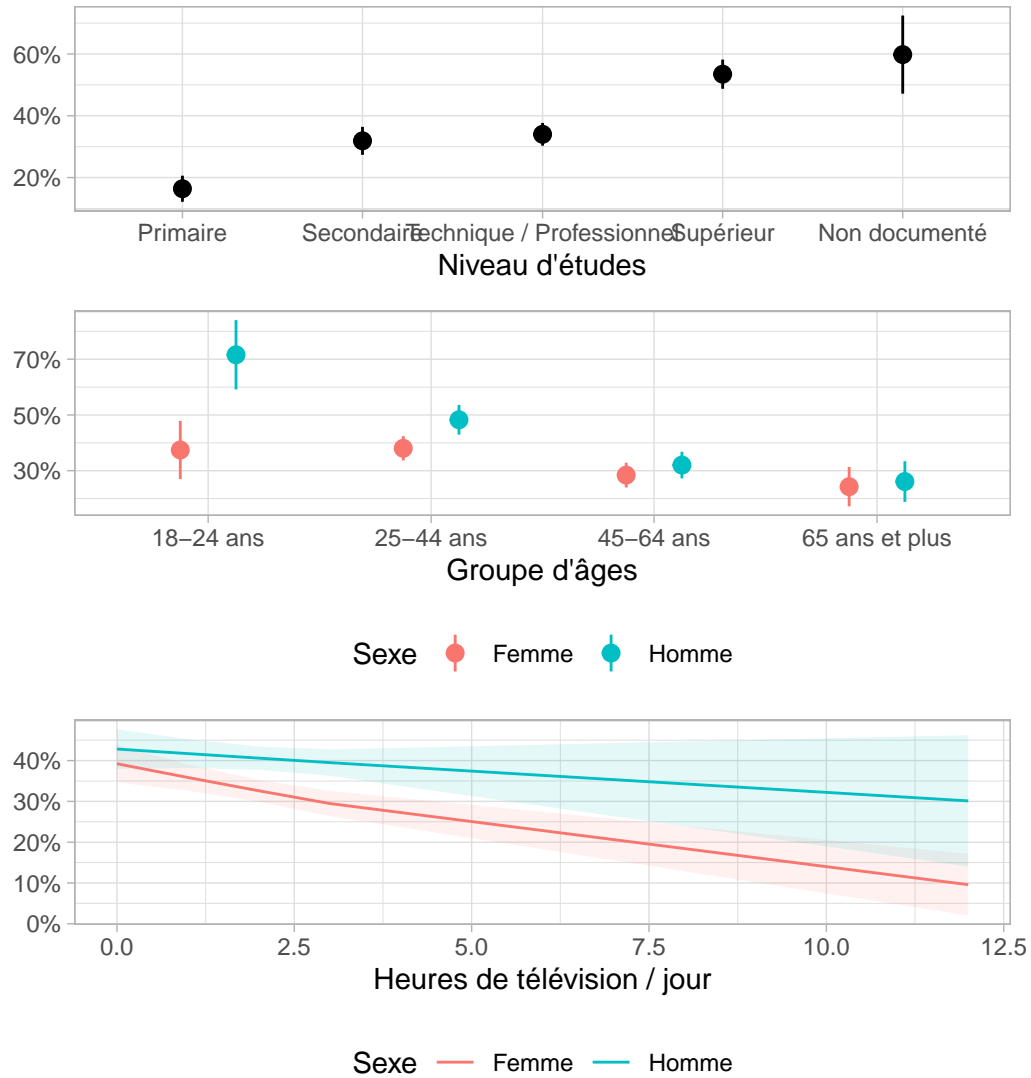 60%
40%
20%
Primaire Secondaire Technique / Professionnel Supérieur Non documenté
Niveau d'études
70%
50%
30%
18−24 ans 25−44 ans 45−64 ans 65 ans et plus
Groupe d'âges
Sexe Femme Homme
40%
30%
20%
10%
0%
0.0 2.5 5.0 7.5 10.0 12.5
Heures de télévision / jour
Sexe Femme Homme